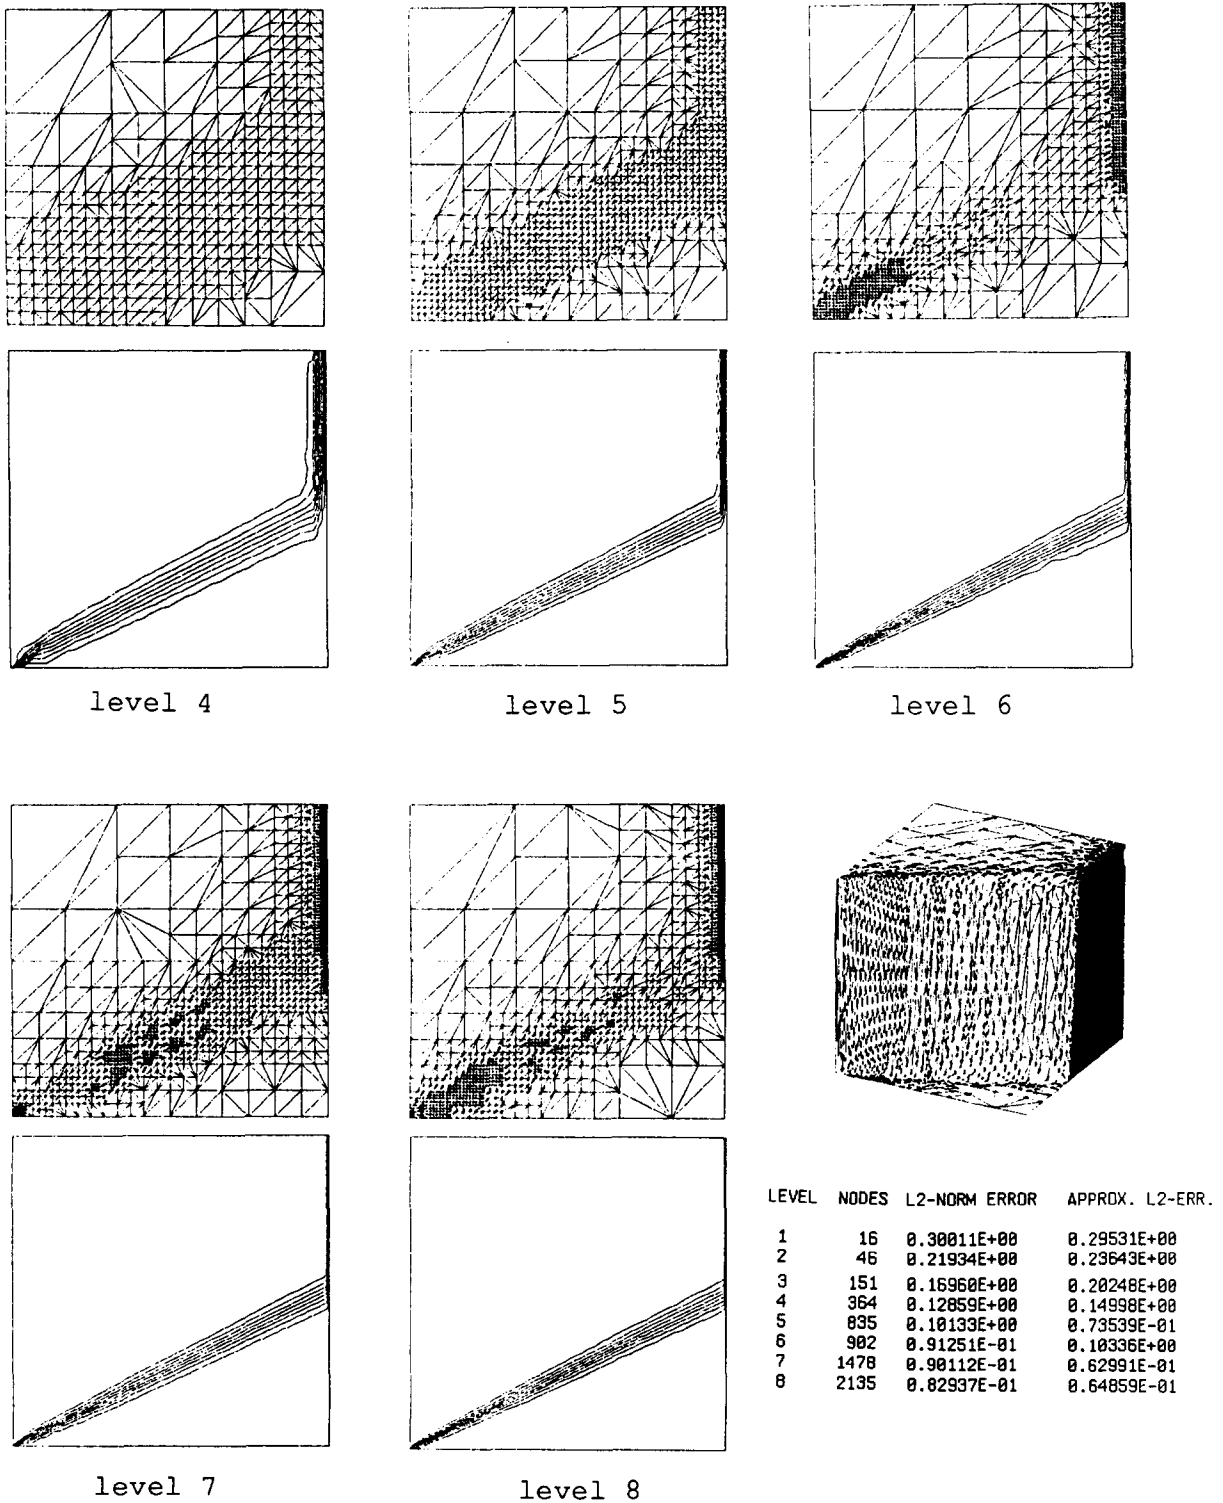 level 4
level 5
level 6
level 7
level 8
LEVEL NODES L2-NORM ERROR APPROX. L2-ERR.
1 16 0.30011E+00 0.29531E+00
2 46 0.21934E+00 0.23643E+00
3 151 0.16960E+00 0.20248E+00
4 364 0.12859E+00 0.14998E+00
5 835 0.10133E+00 0.73539E-01
6 902 0.91251E-01 0.10336E+00
7 1478 0.90112E-01 0.62991E-01
8 2135 0.82937E-01 0.64859E-01